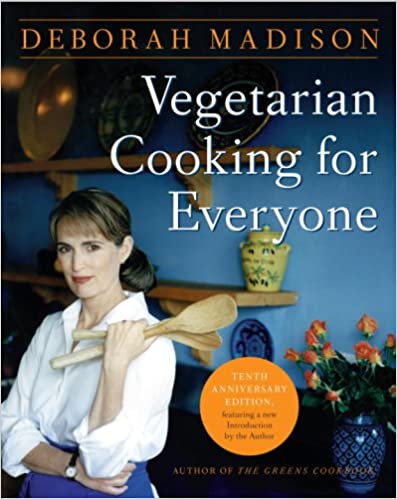 DEBORAH MADISON
Vegetarian
Cooking for
Everyone
TENTH
ANNIVERSARY
EDITION,
featuring a new
Introduction
by the Author
AUTHOR OF THE GREENS COOKBOOK